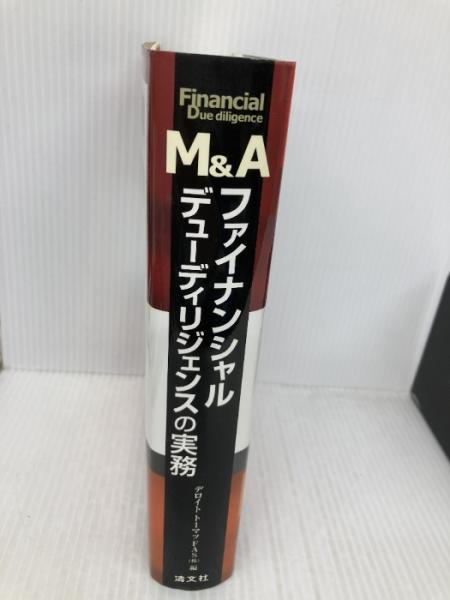 Financial
Due diligence
M&A
ファイナンシャル
デューディリジェンスの実務
デロイト トーマツFAS(株)編
清文社